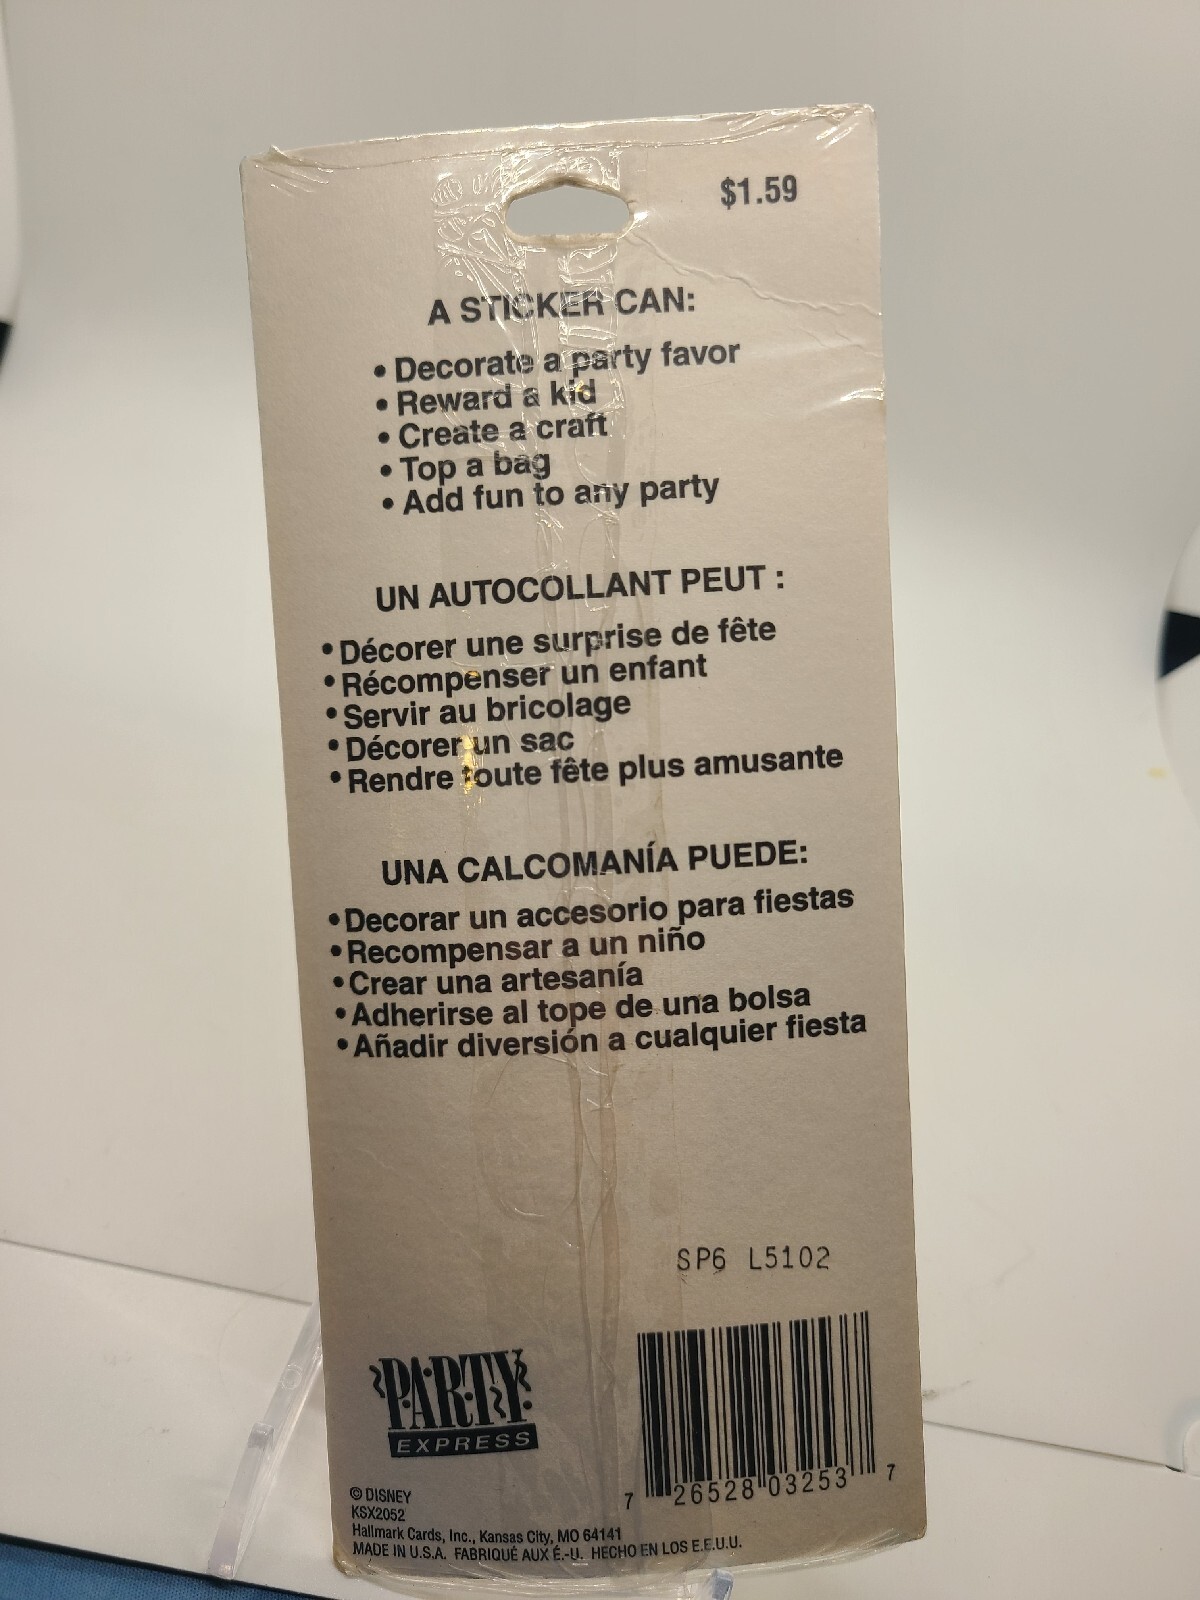 $1.59
A STICKER CAN:
• Decorate a party favor
• Reward a kid
• Create a craft
• Top a bag
• Add fun to any party
UN AUTOCOLLANT PEUT :
• Décorer une surprise de fête
• Récompenser un enfant
• Servir au bricolage
• Décorer un sac
• Rendre toute fête plus amusante
UNA CALCOMANÍA PUEDE:
• Decorar un accesorio para fiestas
• Recompensar a un niño
• Crear una artesanía
• Adherirse al tope de una bolsa
• Añadir diversión a cualquier fiesta
SP6 L5102
PARTY
EXPRESS
7 26528 03253 7
© DISNEY
KSX2052
Hallmark Cards, Inc., Kansas City, MO 64141
MADE IN U.S.A. FABRIQUÉ AUX É.-U. HECHO EN LOS E.E.U.U.